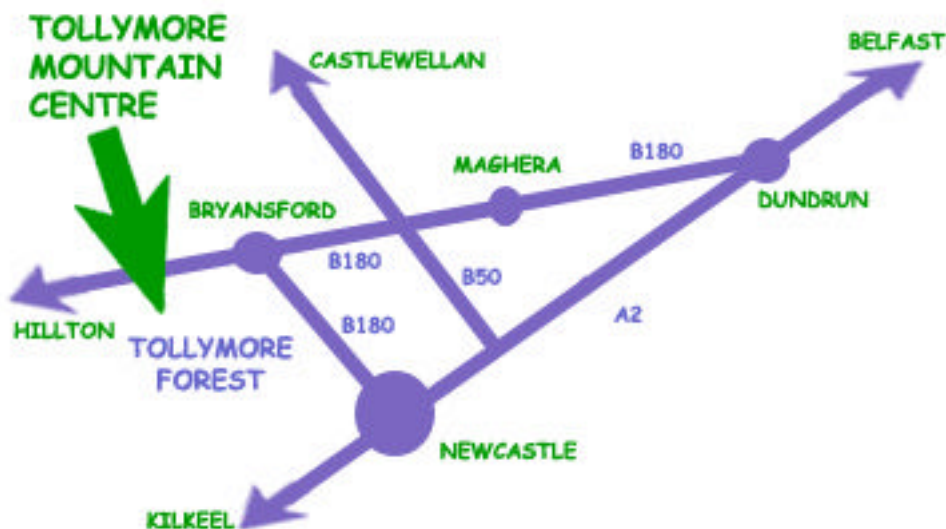 TOLLYMORE
MOUNTAIN
CENTRE
CASTLEWELLAN
BELFAST
B180
MAGHERA
DUNDRUN
BRYANSFORD
B180
B50
A2
B180
HILLTON
TOLLYMORE
FOREST
NEWCASTLE
KILKEEL